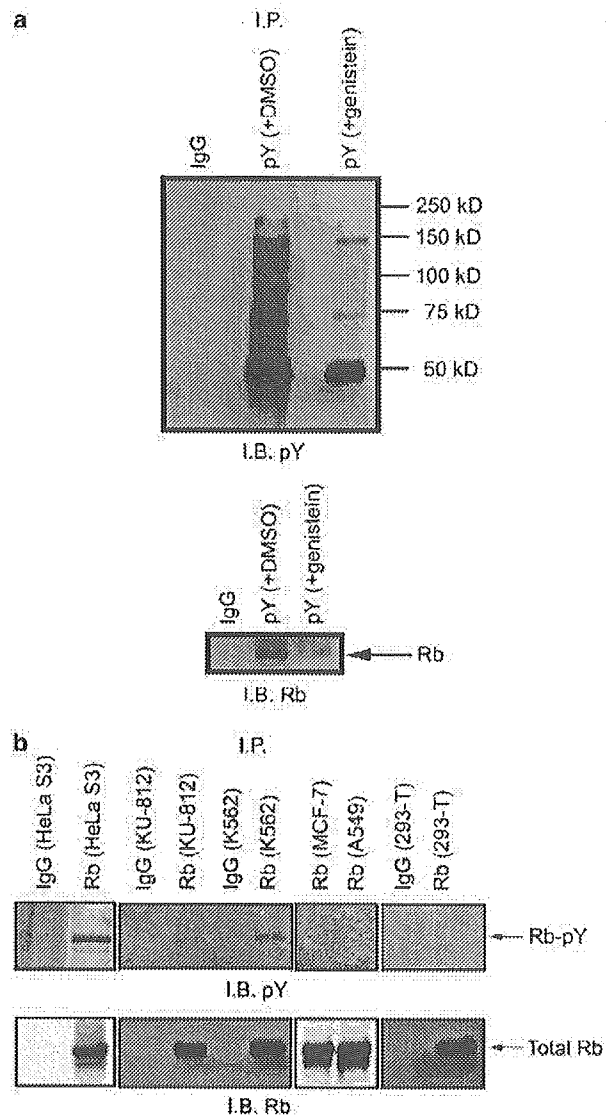 a
I.P.
IgG
pY (+DMSO)
pY (+genistein)
250 kD
150 kD
100 kD
75 kD
50 kD
I.B. pY
IgG
pY (+DMSO)
pY (+genistein)
Rb
I.B. Rb
b
I.P.
IgG (HeLa S3)
Rb (HeLa S3)
IgG (KU-812)
Rb (KU-812)
IgG (K562)
Rb (K562)
Rb (MCF-7)
Rb (A549)
IgG (293-T)
Rb (293-T)
Rb-pY
I.B. pY
Total Rb
I.B. Rb